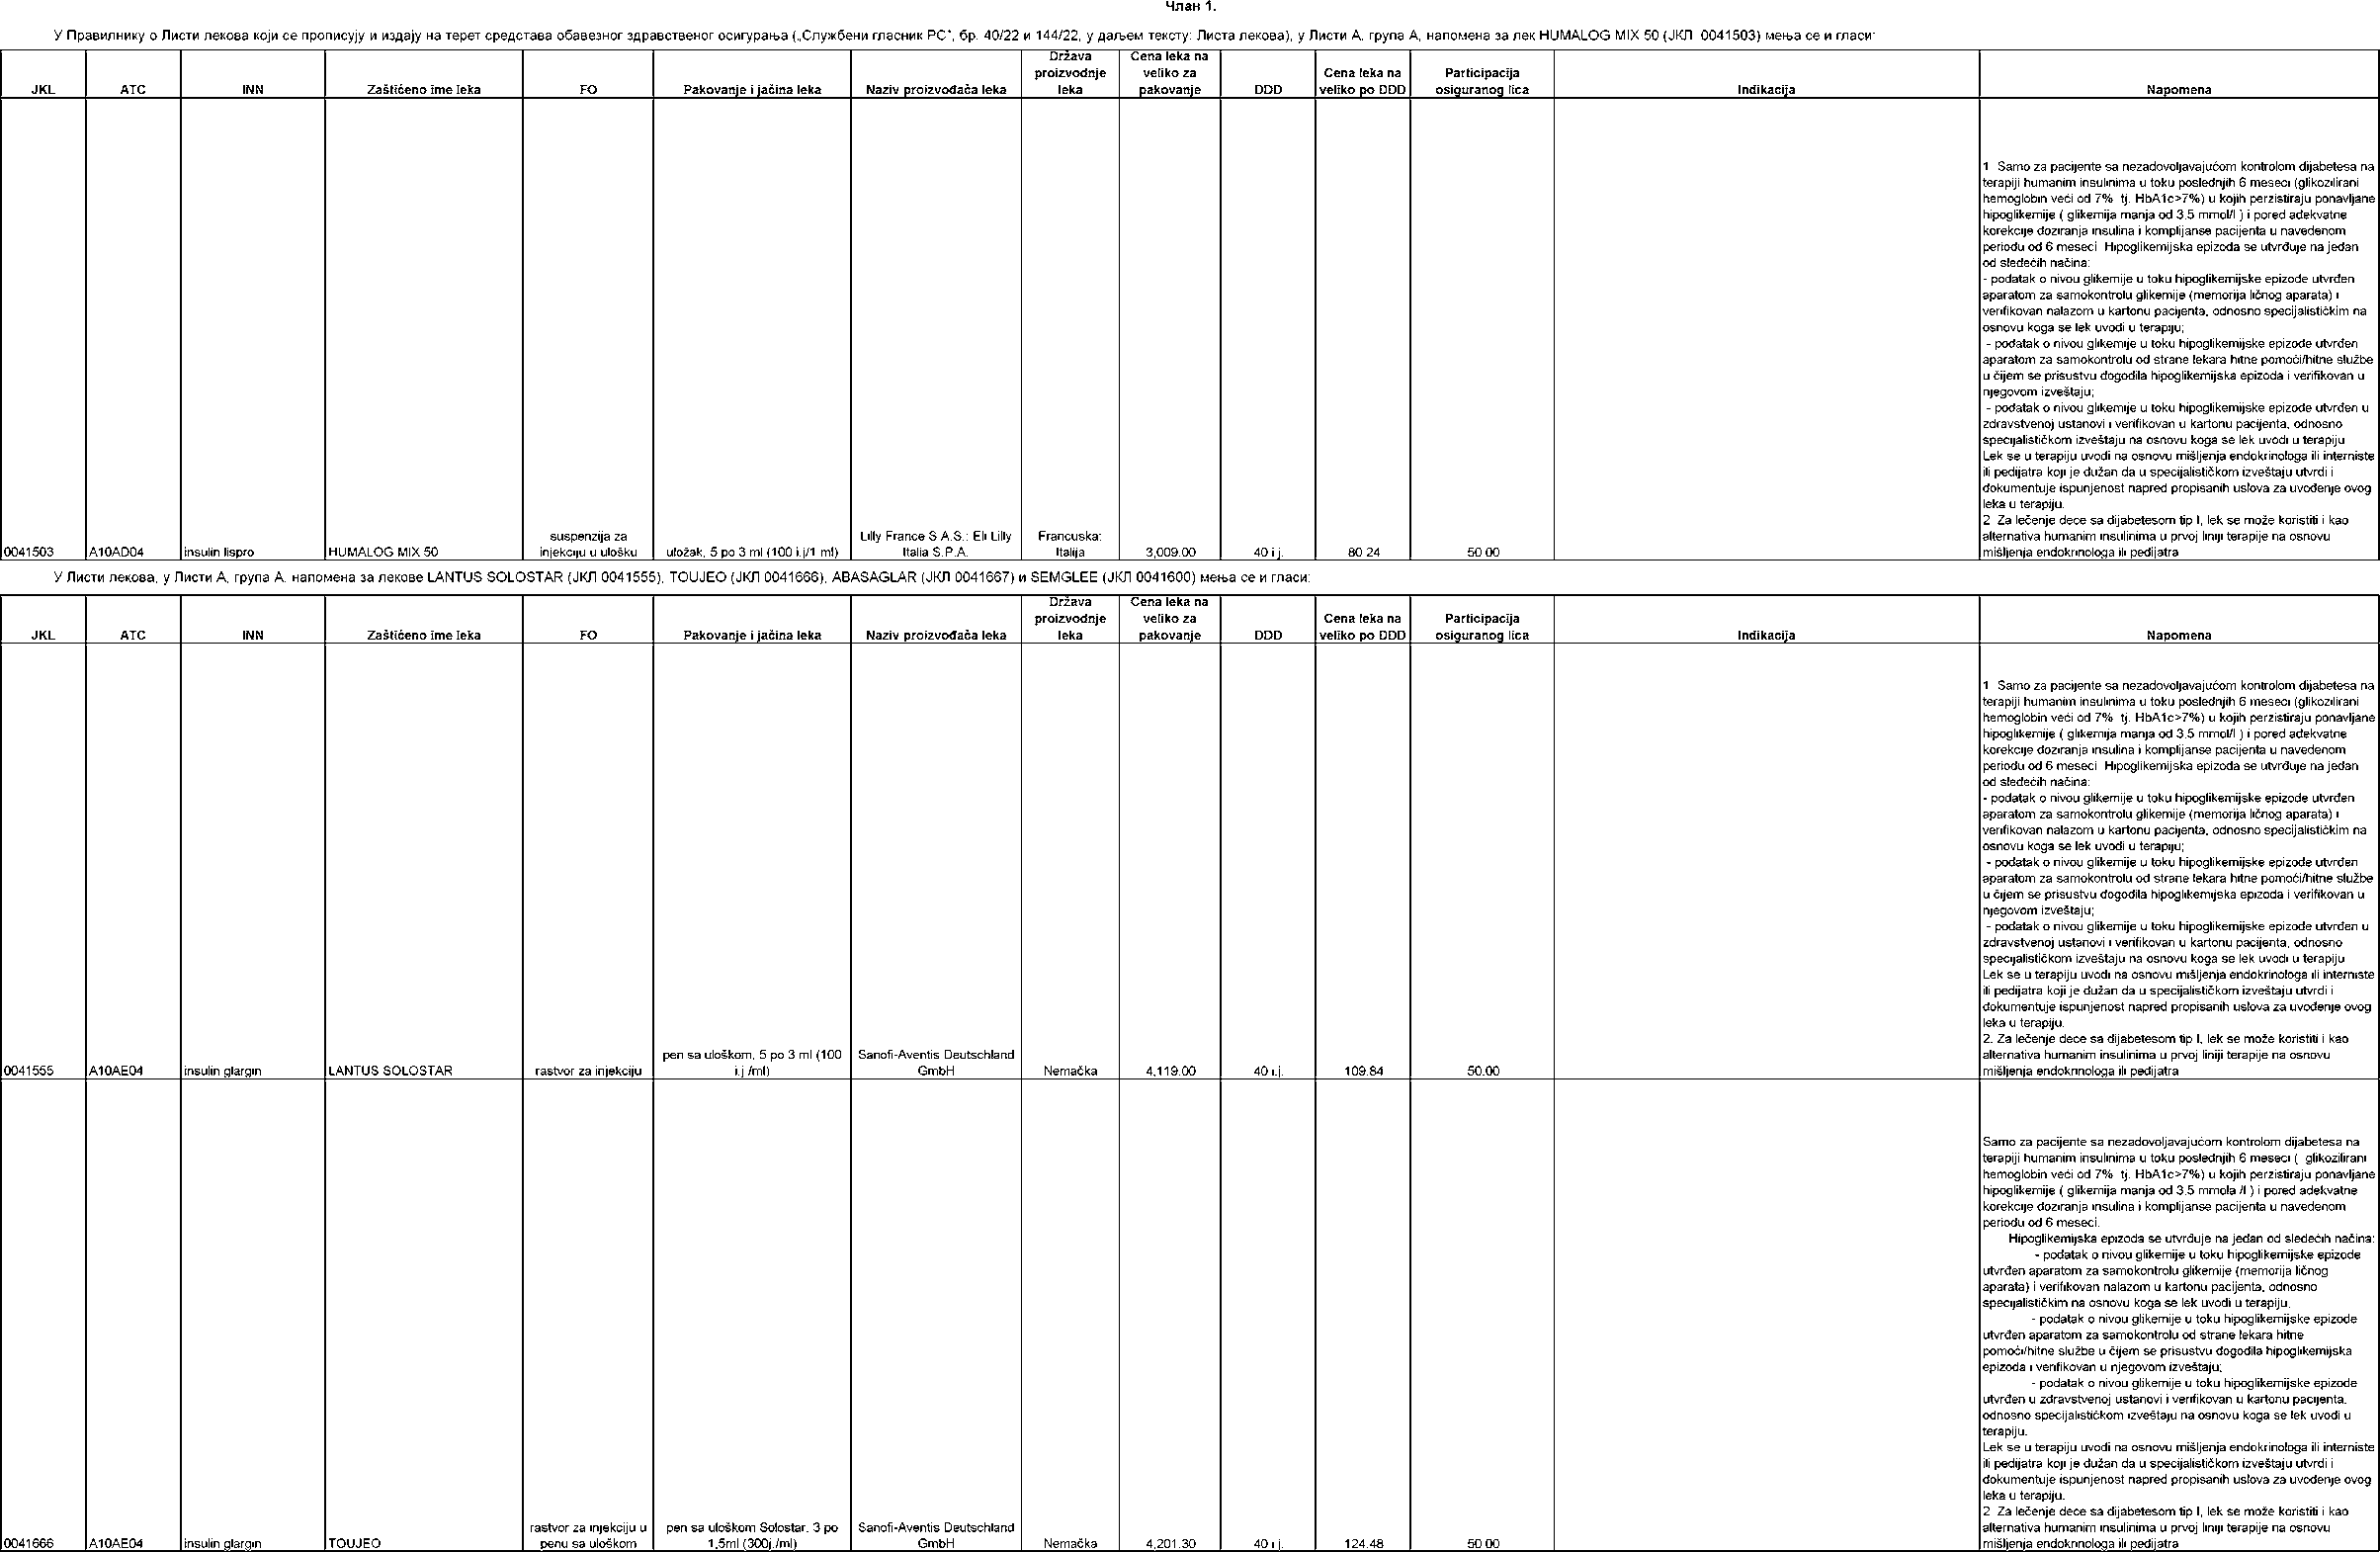 Члан 1.
У Правилнику о Листи лекова који се прописују и издају на терет средстава обавезног здравственог осигурања („Службени гласник РС", бр. 40/22 и 144/22, у даљем тексту: Листа лекова), у Листи А, група А, напомена за лек HUMALOG MIX 50 (ЈКЛ 0041503) мења се и гласи:
JKL ATC INN Zaštićeno ime leka FO Pakovanje i jačina leka Naziv proizvođača leka Država proizvodnje leka Cena leka na veliko za pakovanje DDD Cena leka na veliko po DDD Participacija osiguranog lica Indikacija Napomena
1 Samo za pacijente sa nezadovoljavajućom kontrolom dijabetesa na
terapiji humanim insulinima u toku poslednjih 6 meseci (glikozilirani
hemoglobin veći od 7% tj. HbA1c>7%) u kojih perzistiraju ponavljane
hipoglikemije ( glikemija manja od 3,5 mmol/l ) i pored adekvatne
korekcije doziranja insulina i komplijanse pacijenta u navedenom
periodu od 6 meseci Hipoglikemijska epizoda se utvrđuje na jedan
od sledećih načina:
- podatak o nivou glikemije u toku hipoglikemijske epizode utvrđen
aparatom za samokontrolu glikemije (memorija ličnog aparata) i
verifikovan nalazom u kartonu pacijenta, odnosno specijalističkim na
osnovu koga se lek uvodi u terapiju;
- podatak o nivou glikemije u toku hipoglikemijske epizode utvrđen
aparatom za samokontrolu od strane lekara hitne pomoći/hitne službe
u čijem se prisustvu dogodila hipoglikemijska epizoda i verifikovan u
njegovom izveštaju;
- podatak o nivou glikemije u toku hipoglikemijske epizode utvrđen u
zdravstvenoj ustanovi i verifikovan u kartonu pacijenta, odnosno
specijalističkom izveštaju na osnovu koga se lek uvodi u terapiju
Lek se u terapiju uvodi na osnovu mišljenja endokrinologa ili interniste
ili pedijatra koji je dužan da u specijalističkom izveštaju utvrdi i
dokumentuje ispunjenost napred propisanih uslova za uvođenje ovog
leka u terapiju.
2 Za lečenje dece sa dijabetesom tip I, lek se može koristiti i kao
alternativa humanim insulinima u prvoj liniji terapije na osnovu
mišljenja endokrinologa ili pedijatra
0041503 A10AD04 insulin lispro HUMALOG MIX 50 suspenzija za injekciju u ulošku uložak, 5 po 3 ml (100 i.j/1 ml) Lilly France S A.S.; Eli Lilly Italia S.P.A. Francuska; Italija 3,009.00 40 i j. 80 24 50 00
У Листи лекова, у Листи А, група А, напомена за лекове LANTUS SOLOSTAR (ЈКЛ 0041555), TOUJEO (ЈКЛ 0041666), ABASAGLAR (ЈКЛ 0041667) и SEMGLEE (ЈКЛ 0041600) мења се и гласи:
JKL ATC INN Zaštićeno ime leka FO Pakovanje i jačina leka Naziv proizvođača leka Država proizvodnje leka Cena leka na veliko za pakovanje DDD Cena leka na veliko po DDD Participacija osiguranog lica Indikacija Napomena
1 Samo za pacijente sa nezadovoljavajućom kontrolom dijabetesa na
terapiji humanim insulinima u toku poslednjih 6 meseci (glikozilirani
hemoglobin veći od 7% tj. HbA1c>7%) u kojih perzistiraju ponavljane
hipoglikemije ( glikemija manja od 3,5 mmol/l ) i pored adekvatne
korekcije doziranja insulina i komplijanse pacijenta u navedenom
periodu od 6 meseci Hipoglikemijska epizoda se utvrđuje na jedan
od sledećih načina:
- podatak o nivou glikemije u toku hipoglikemijske epizode utvrđen
aparatom za samokontrolu glikemije (memorija ličnog aparata) i
verifikovan nalazom u kartonu pacijenta, odnosno specijalističkim na
osnovu koga se lek uvodi u terapiju;
- podatak o nivou glikemije u toku hipoglikemijske epizode utvrđen
aparatom za samokontrolu od strane lekara hitne pomoći/hitne službe
u čijem se prisustvu dogodila hipoglikemijska epizoda i verifikovan u
njegovom izveštaju;
- podatak o nivou glikemije u toku hipoglikemijske epizode utvrđen u
zdravstvenoj ustanovi i verifikovan u kartonu pacijenta, odnosno
specijalističkom izveštaju na osnovu koga se lek uvodi u terapiju
Lek se u terapiju uvodi na osnovu mišljenja endokrinologa ili interniste
ili pedijatra koji je dužan da u specijalističkom izveštaju utvrdi i
dokumentuje ispunjenost napred propisanih uslova za uvođenje ovog
leka u terapiju.
2. Za lečenje dece sa dijabetesom tip I, lek se može koristiti i kao
alternativa humanim insulinima u prvoj liniji terapije na osnovu
mišljenja endokrinologa ili pedijatra
0041555 A10AE04 insulin glargin LANTUS SOLOSTAR rastvor za injekciju pen sa uloškom, 5 po 3 ml (100 i.j /ml) Sanofi-Aventis Deutschland GmbH Nemačka 4,119.00 40 i.j. 109.84 50.00
Samo za pacijente sa nezadovoljavajućom kontrolom dijabetesa na
terapiji humanim insulinima u toku poslednjih 6 meseci ( glikozilirani
hemoglobin veći od 7% tj. HbA1c>7%) u kojih perzistiraju ponavljane
hipoglikemije ( glikemija manja od 3,5 mmola /l ) i pored adekvatne
korekcije doziranja insulina i komplijanse pacijenta u navedenom
periodu od 6 meseci.
Hipoglikemijska epizoda se utvrđuje na jedan od sledećih načina:
- podatak o nivou glikemije u toku hipoglikemijske epizode
utvrđen aparatom za samokontrolu glikemije (memorija ličnog
aparata) i verifikovan nalazom u kartonu pacijenta, odnosno
specijalističkim na osnovu koga se lek uvodi u terapiju,
- podatak o nivou glikemije u toku hipoglikemijske epizode
utvrđen aparatom za samokontrolu od strane lekara hitne
pomoći/hitne službe u čijem se prisustvu dogodila hipoglikemijska
epizoda i verifikovan u njegovom izveštaju;
- podatak o nivou glikemije u toku hipoglikemijske epizode
utvrđen u zdravstvenoj ustanovi i verifikovan u kartonu pacijenta,
odnosno specijalističkom izveštaju na osnovu koga se lek uvodi u
terapiju.
Lek se u terapiju uvodi na osnovu mišljenja endokrinologa ili interniste
ili pedijatra koji je dužan da u specijalističkom izveštaju utvrdi i
dokumentuje ispunjenost napred propisanih uslova za uvođenje ovog
leka u terapiju.
2 Za lečenje dece sa dijabetesom tip I, lek se može koristiti i kao
alternativa humanim insulinima u prvoj liniji terapije na osnovu
mišljenja endokrinologa ili pedijatra
0041666 A10AE04 insulin glargin TOUJEO rastvor za injekciju u penu sa uloškom pen sa uloškom Solostar, 3 po 1,5ml (300j./ml) Sanofi-Aventis Deutschland GmbH Nemačka 4,201.30 40 i j. 124.48 50 00